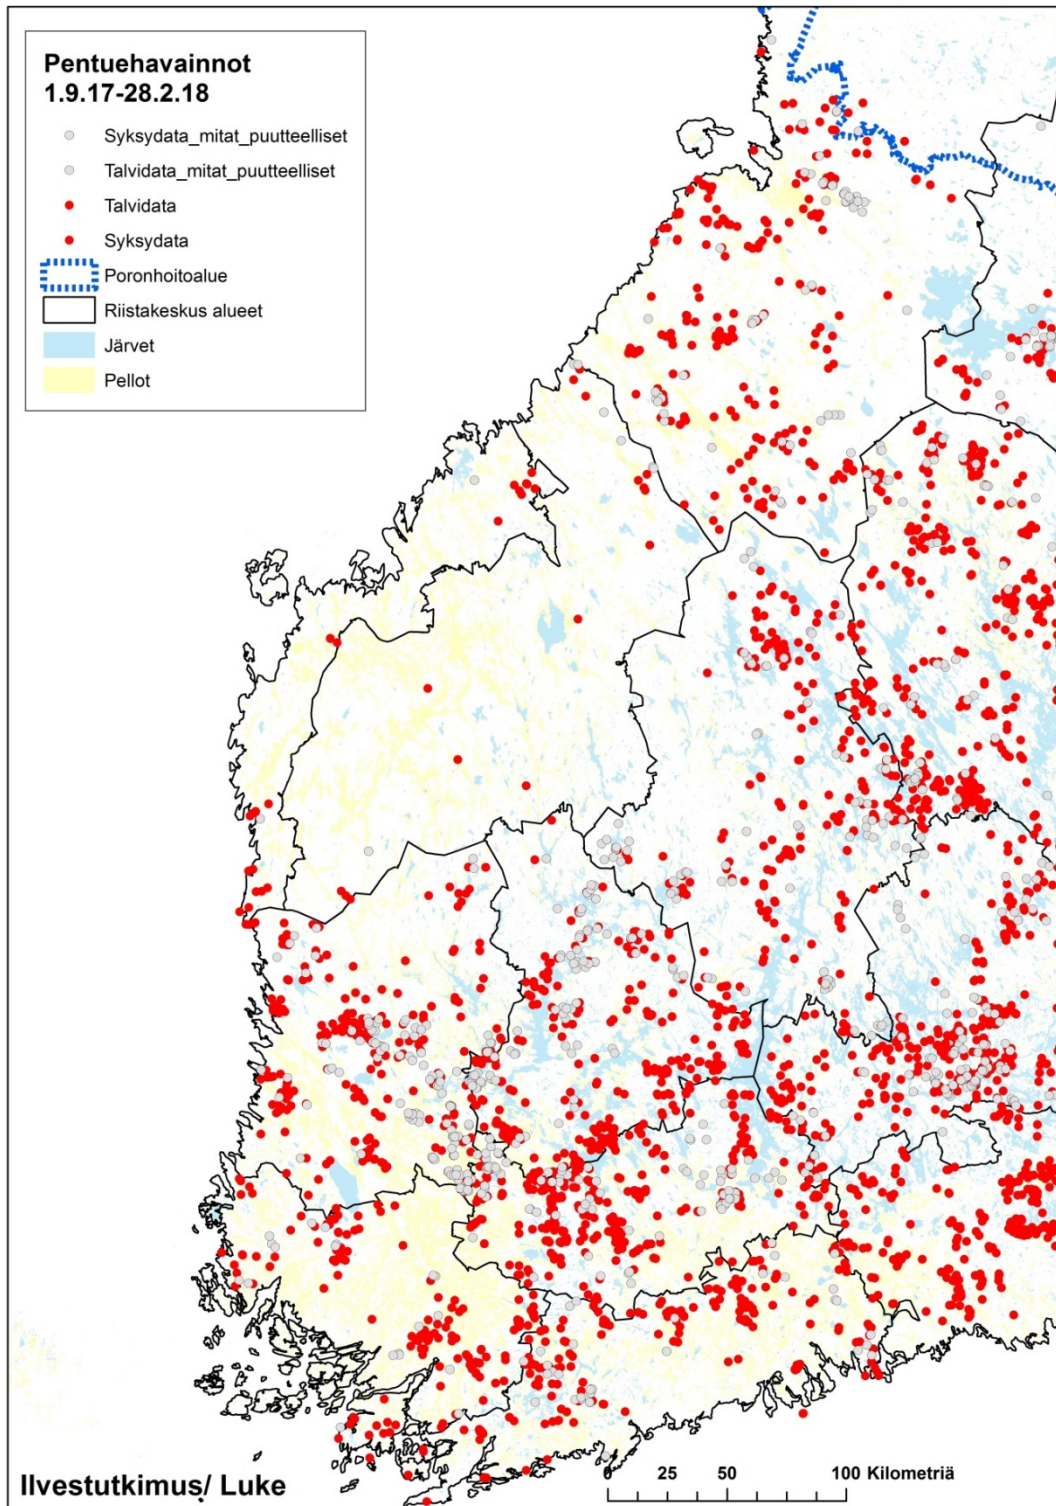 Pentuehavainnot
1.9.17-28.2.18
Syksydata_mitat_puutteelliset
Talvidata_mitat_puutteelliset
Talvidata
Syksydata
Poronhoitoalue
Riistakeskus alueet
Järvet
Pellot
Ilvestutkimus/ Luke
0 25 50 100 Kilometriä